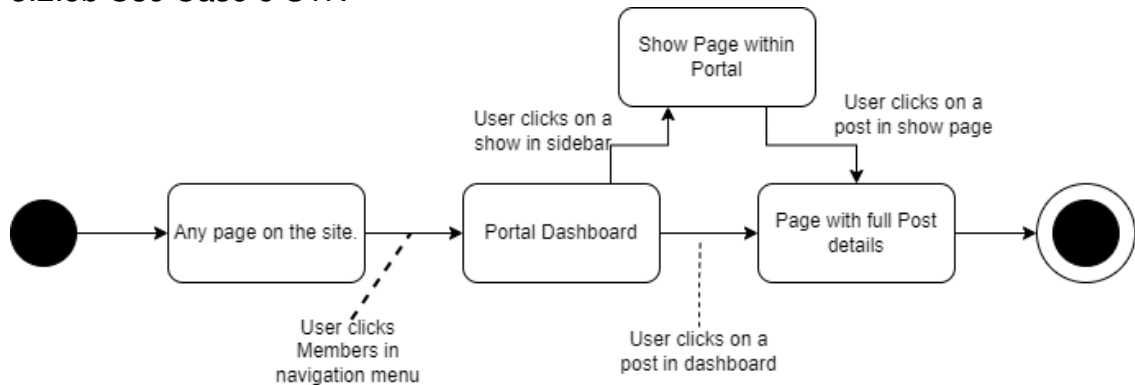 Show Page within
Portal
User clicks on a
show in sidebar
User clicks on a
post in show page
Any page on the site.
Portal Dashboard
Page with full Post
details
User clicks
Members in
navigation menu
User clicks on a
post in dashboard